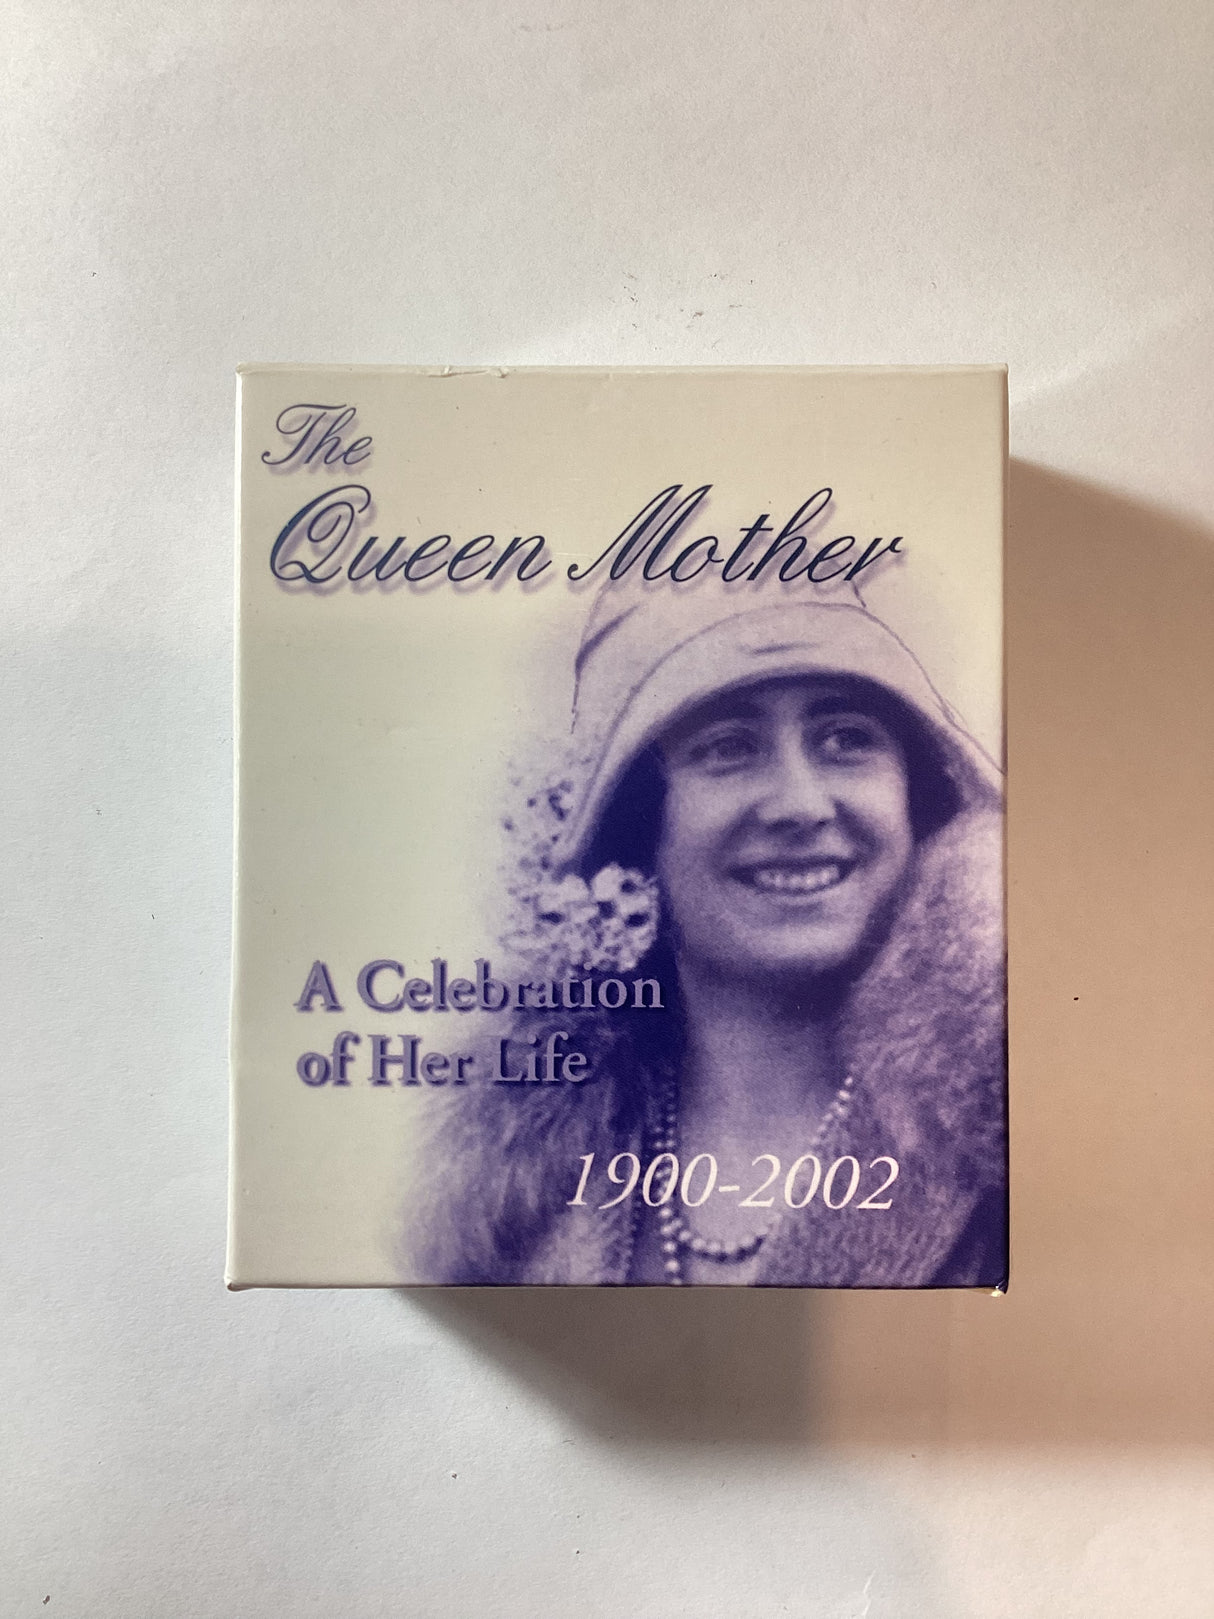 The
Queen Mother
A Celebration
of Her Life
1900-2002